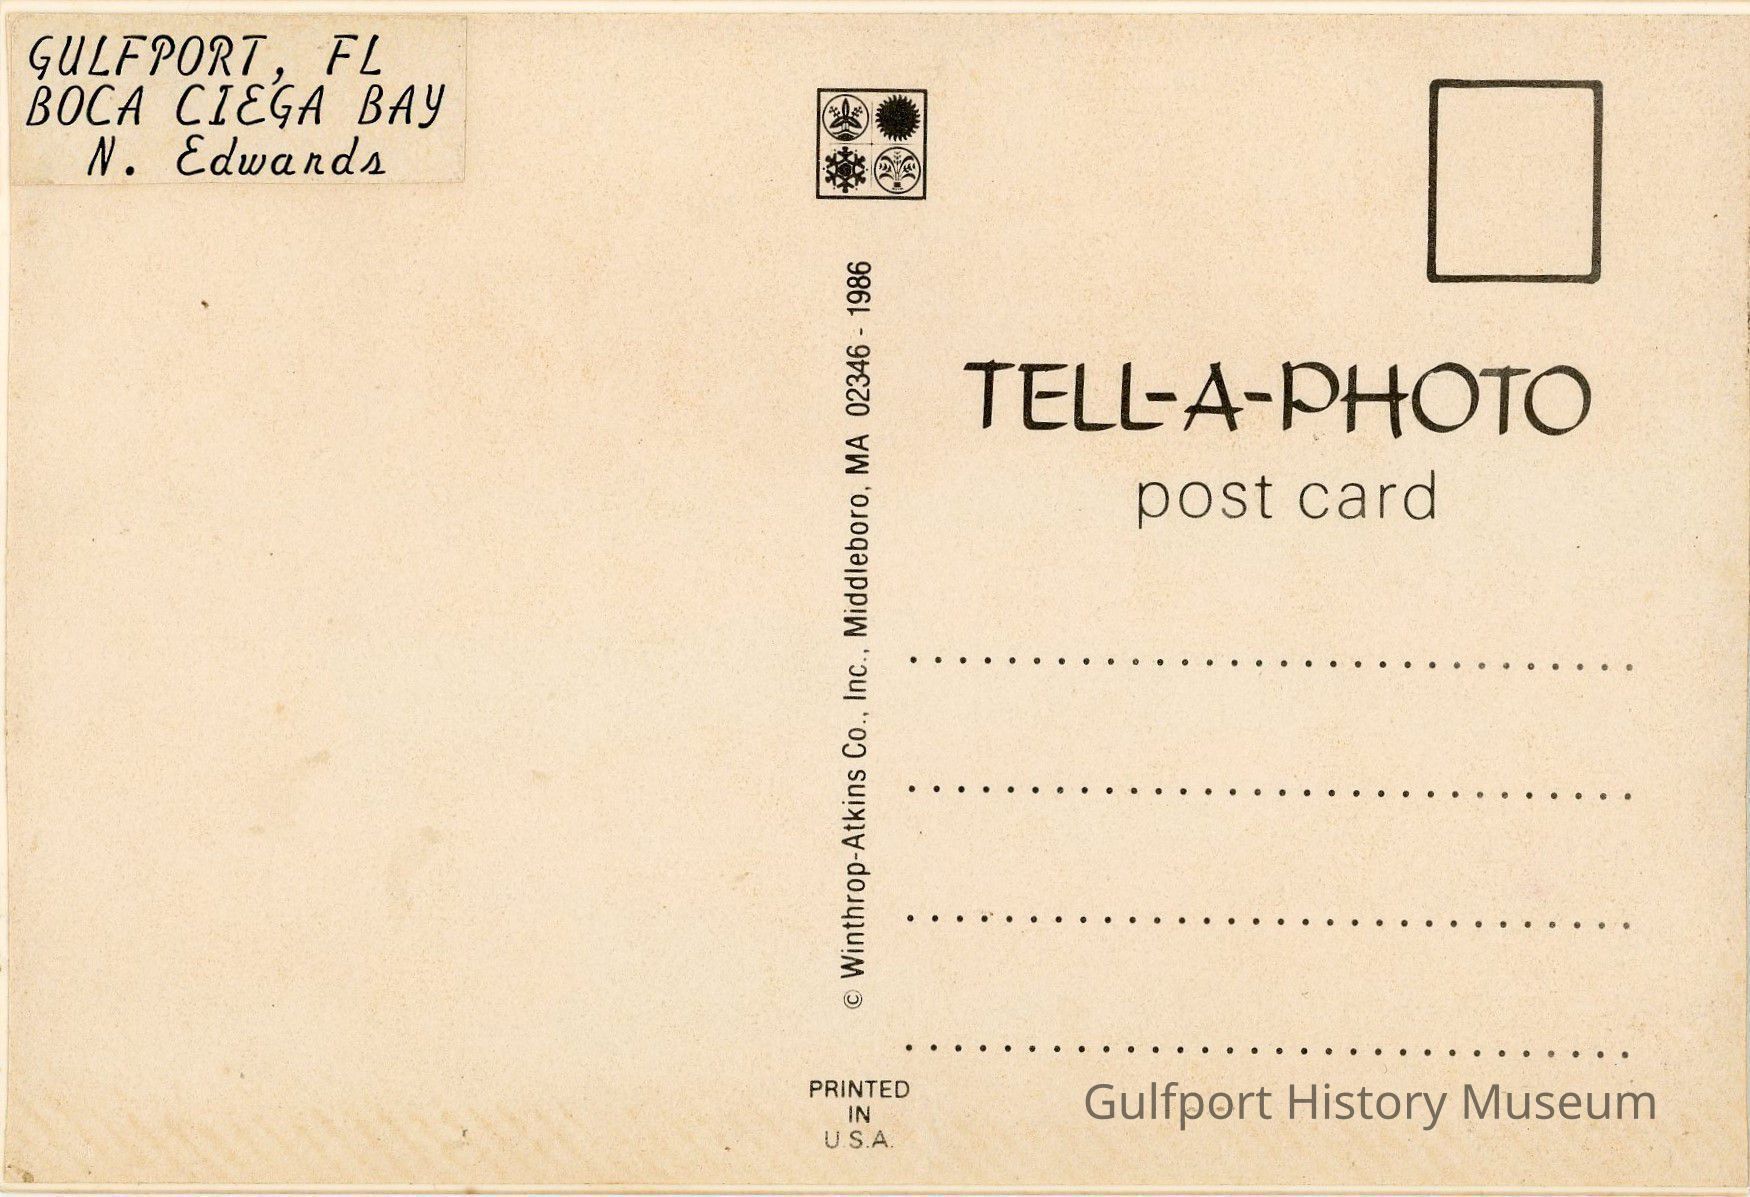 GULFPORT, FL
BOCA CIEGA BAY
N. Edwards
© Winthrop-Atkins Co., Inc., Middleboro, MA 02346 - 1986
PRINTED
IN
U.S.A.
TELL-A-PHOTO
post card
Gulfport History Museum